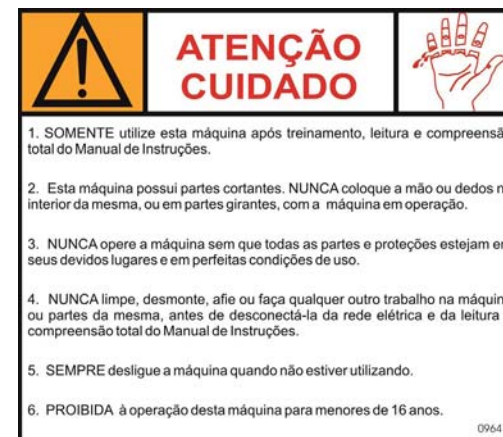 ATENÇÃO
CUIDADO
1. SOMENTE utilize esta máquina após treinamento, leitura e compreensã
total do Manual de Instruções.
2. Esta máquina possui partes cortantes. NUNCA coloque a mão ou dedos n
interior da mesma, ou em partes girantes, com a máquina em operação.
3. NUNCA opere a máquina sem que todas as partes e proteções estejam e
seus devidos lugares e em perfeitas condições de uso.
4. NUNCA limpe, desmonte, afie ou faça qualquer outro trabalho na máquin
ou partes da mesma, antes de desconectá-la da rede elétrica e da leitura
compreensão total do Manual de Instruções.
5. SEMPRE desligue a máquina quando não estiver utilizando.
6. PROIBIDA à operação desta máquina para menores de 16 anos.
0964